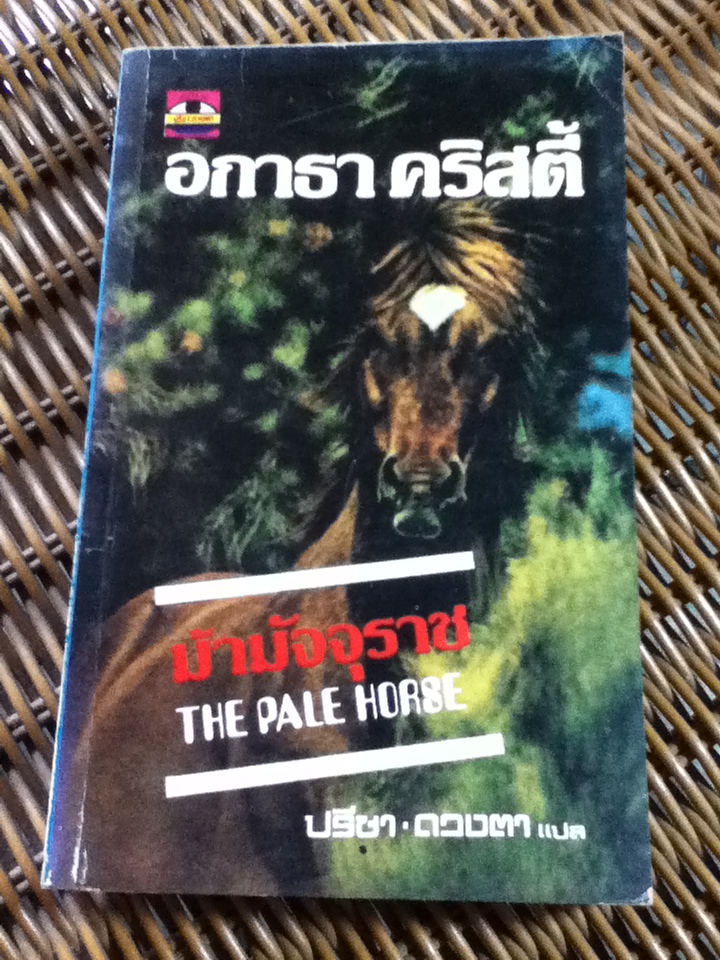 อกาธา คริสตี้
ม้ามัจจุราช
THE PALE HORSE
ปรีชา · ดวงตา แปล